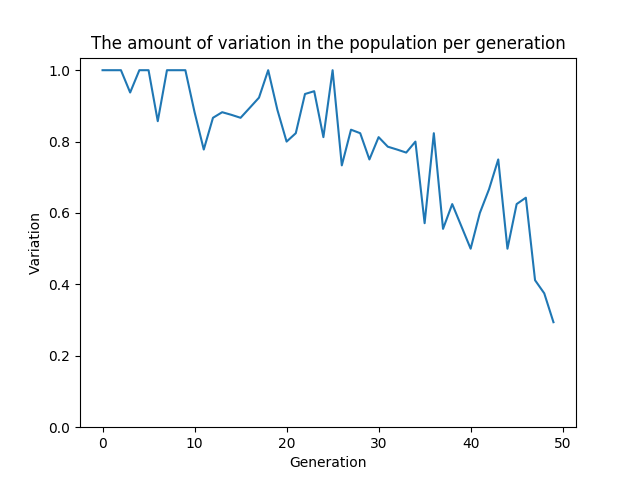 The amount of variation in the population per generation
1.0
0.8
0.6
0.4
0.2
0.0
Variation
0 10 20 30 40 50
Generation